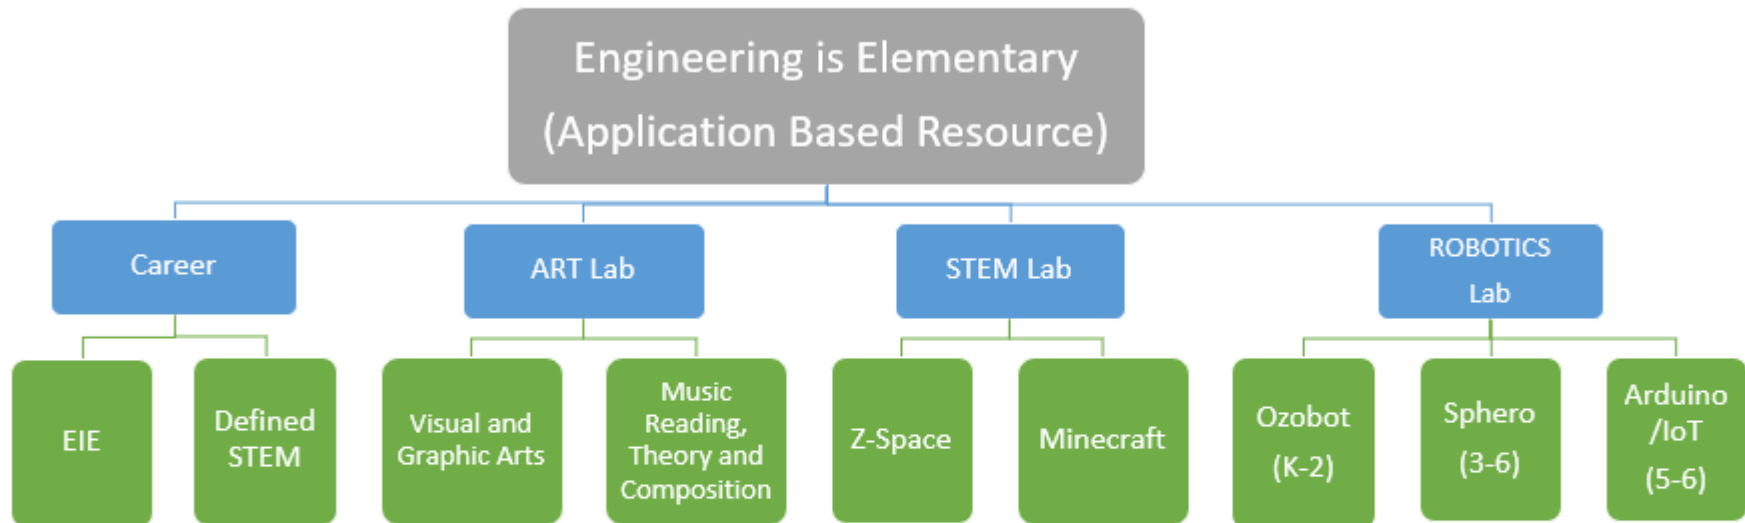 Engineering is Elementary
(Application Based Resource)
Career
ART Lab
STEM Lab
ROBOTICS
Lab
EIE
Defined
STEM
Visual and
Graphic Arts
Music
Reading,
Theory and
Composition
Z-Space
Minecraft
Ozobot
(K-2)
Sphero
(3-6)
Arduino
/IoT
(5-6)